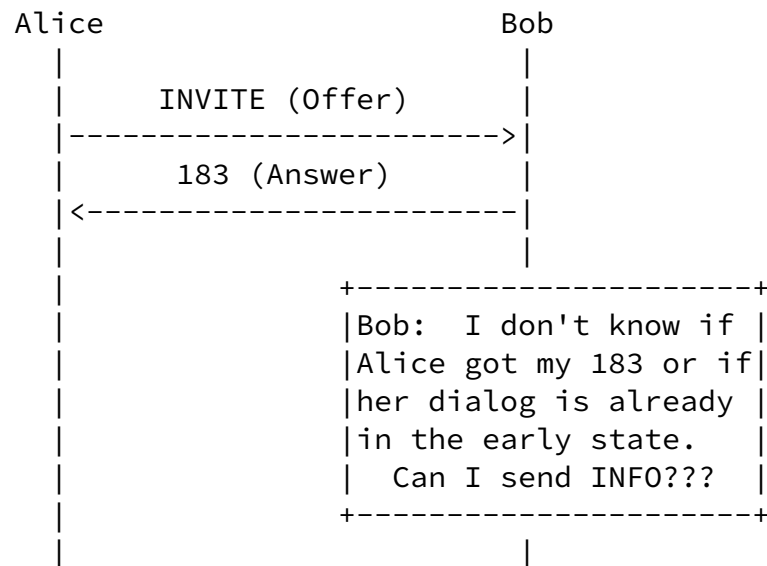 Alice Bob
INVITE (Offer)
183 (Answer)
Bob: I don't know if
Alice got my 183 or if
her dialog is already
in the early state.
Can I send INFO???